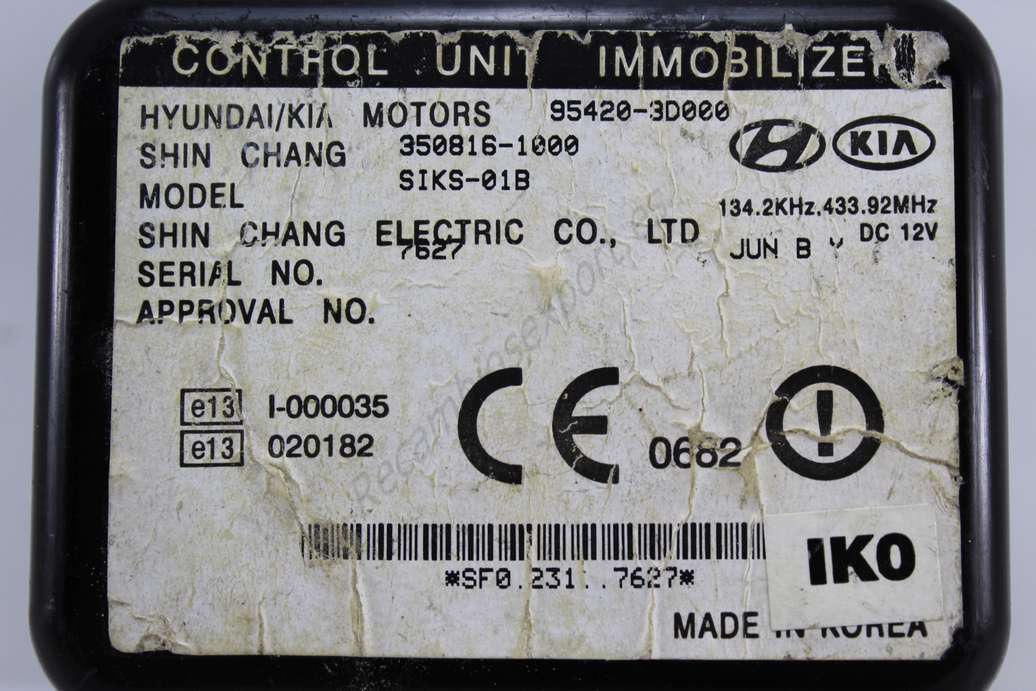 CONTROL UNIT IMMOBILIZER
HYUNDAI/KIA MOTORS 95420-3D000
SHIN CHANG 350816-1000
MODEL SIKS-01B
KIA
134.2KHz,433.92MHz
DC 12V
SHIN CHANG ELECTRIC CO., LTD
JUN B Y
SERIAL NO. 7627
APPROVAL NO.
e13 I-000035
e13 020182
CE 0682
*SF0.231..7627*
IKO
MADE IN KOREA